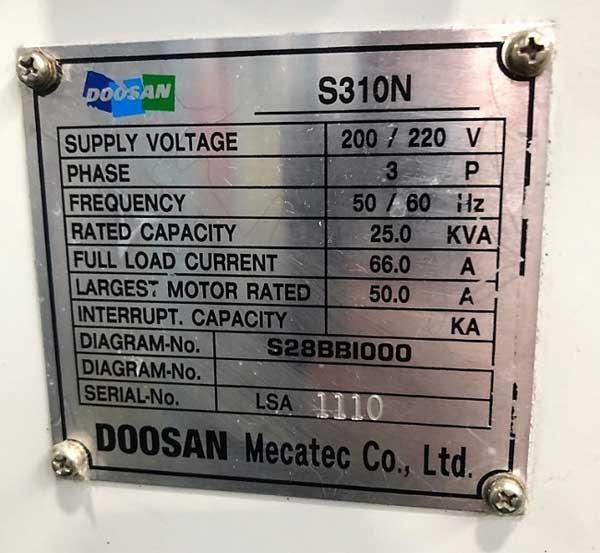 DOOSAN S310N
SUPPLY VOLTAGE 200 / 220 V
PHASE 3 P
FREQUENCY 50 / 60 Hz
RATED CAPACITY 25.0 KVA
FULL LOAD CURRENT 66.0 A
LARGEST MOTOR RATED 50.0 A
INTERRUPT. CAPACITY KA
DIAGRAM-No. S28BBI000
DIAGRAM-No.
SERIAL-No. LSA 1110
DOOSAN Mecatec Co., Ltd.